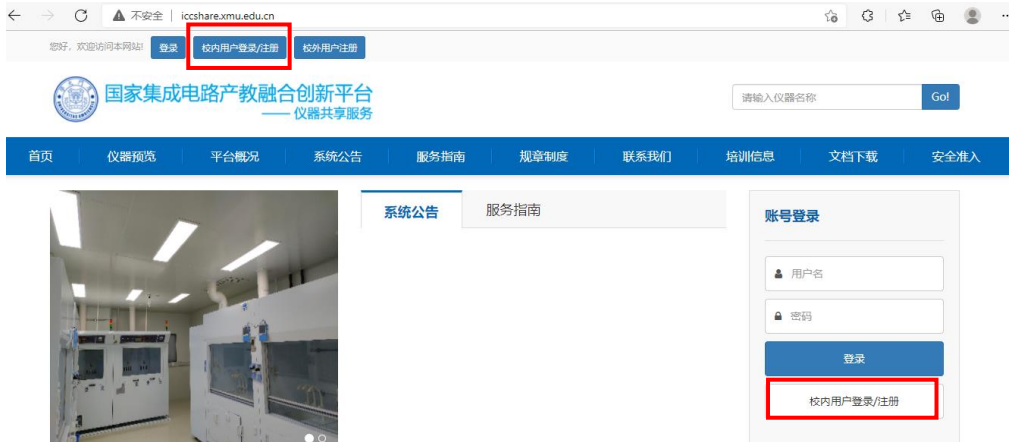 不安全 iccshare.xmu.edu.cn
您好，欢迎访问本网站! 登录 校内用户登录/注册 校外用户注册
国家集成电路产教融合创新平台
—— 仪器共享服务
请输入仪器名称 Go!
首页 仪器预览 平台概况 系统公告 服务指南 规章制度 联系我们 培训信息 文档下载 安全准入
系统公告 服务指南
账号登录
用户名
密码
登录
校内用户登录/注册